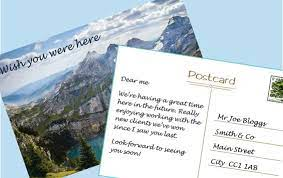 Wish you were here
Postcard
Dear me
We're having a great time
here in the future. Really
enjoying working with the
new clients we've won
since I saw you last.
Look forward to seeing
you soon!
Mr Joe Bloggs
Smith & Co
Main Street
City CC1 1AB